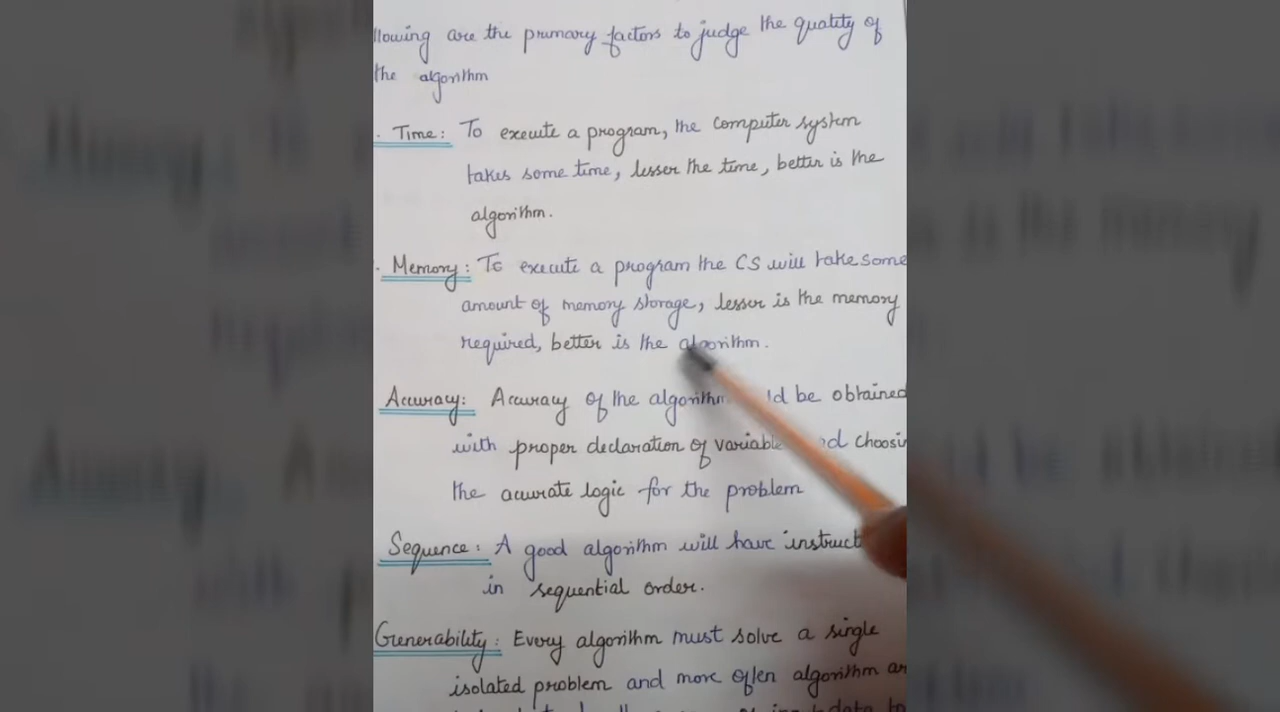 llowing are the primary factors to judge the quality of
the algorithm
. Time: To execute a program, the computer system
takes some time, lesser the time, better is the
algorithm.
. Memory: To execute a program the CS will take some
amount of memory storage, lesser is the memory
required, better is the algorithm.
Accuracy: Accuracy of the algorithm ld be obtained
with proper declaration of variabl d choosin
the accurate logic for the problem
Sequence: A good algorithm will have instruct
in sequential order.
Generability: Every algorithm must solve a single
isolated problem and more often algorithm ar